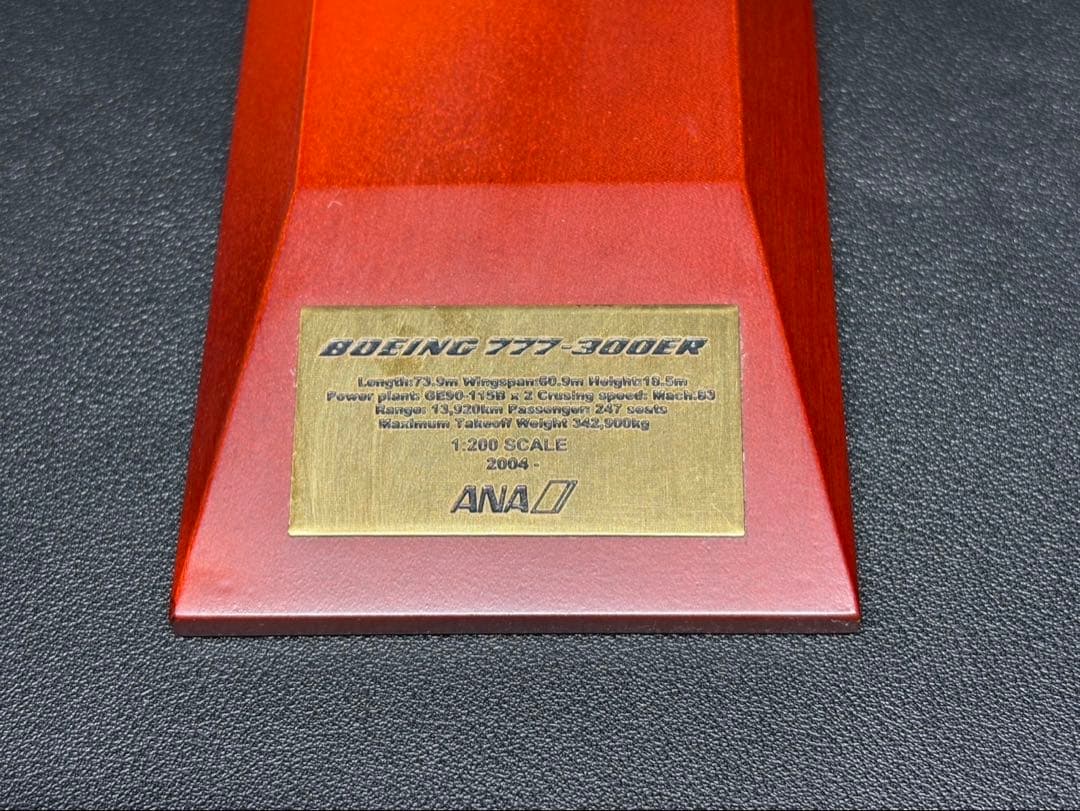 BOEING 777-300ER
Length:73.9m Wingspan:60.9m Height:18.5m
Power plant: GE90-115B x 2 Crusing speed: Mach.83
Range: 13,920km Passenger: 247 seats
Maximum Takeoff Weight 342,900kg
1:200 SCALE
2004 -
ANA